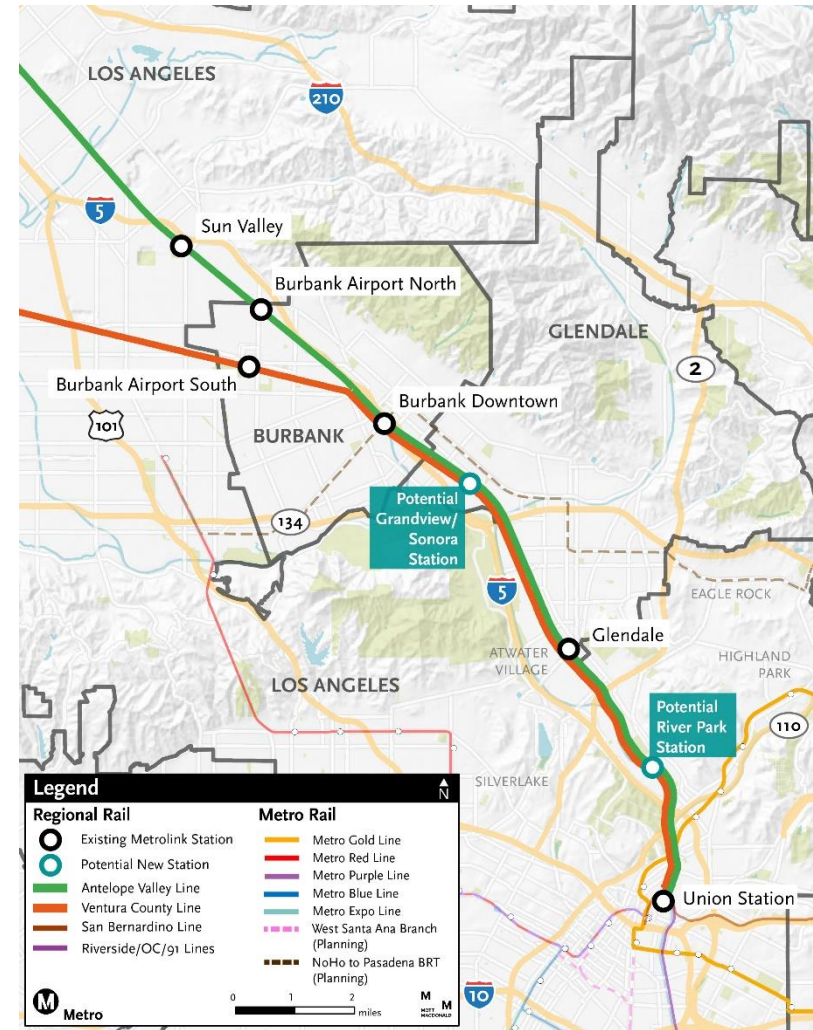 LOS ANGELES
210
5
Sun Valley
Burbank Airport North
GLENDALE
2
Burbank Airport South
Burbank Downtown
101
BURBANK
134
Potential
Grandview/
Sonora
Station
5
EAGLE ROCK
Glendale
ATWATER
VILLAGE
HIGHLAND
PARK
LOS ANGELES
Potential
River Park
Station
110
SILVERLAKE
Union Station
10
Legend
N
Regional Rail
Existing Metrolink Station
Potential New Station
Antelope Valley Line
Ventura County Line
San Bernardino Line
Riverside/OC/91 Lines
Metro Rail
Metro Gold Line
Metro Red Line
Metro Purple Line
Metro Blue Line
Metro Expo Line
West Santa Ana Branch
(Planning)
NoHo to Pasadena BRT
(Planning)
M Metro
0 1 2
miles
M
M
MOTT
MACDONALD